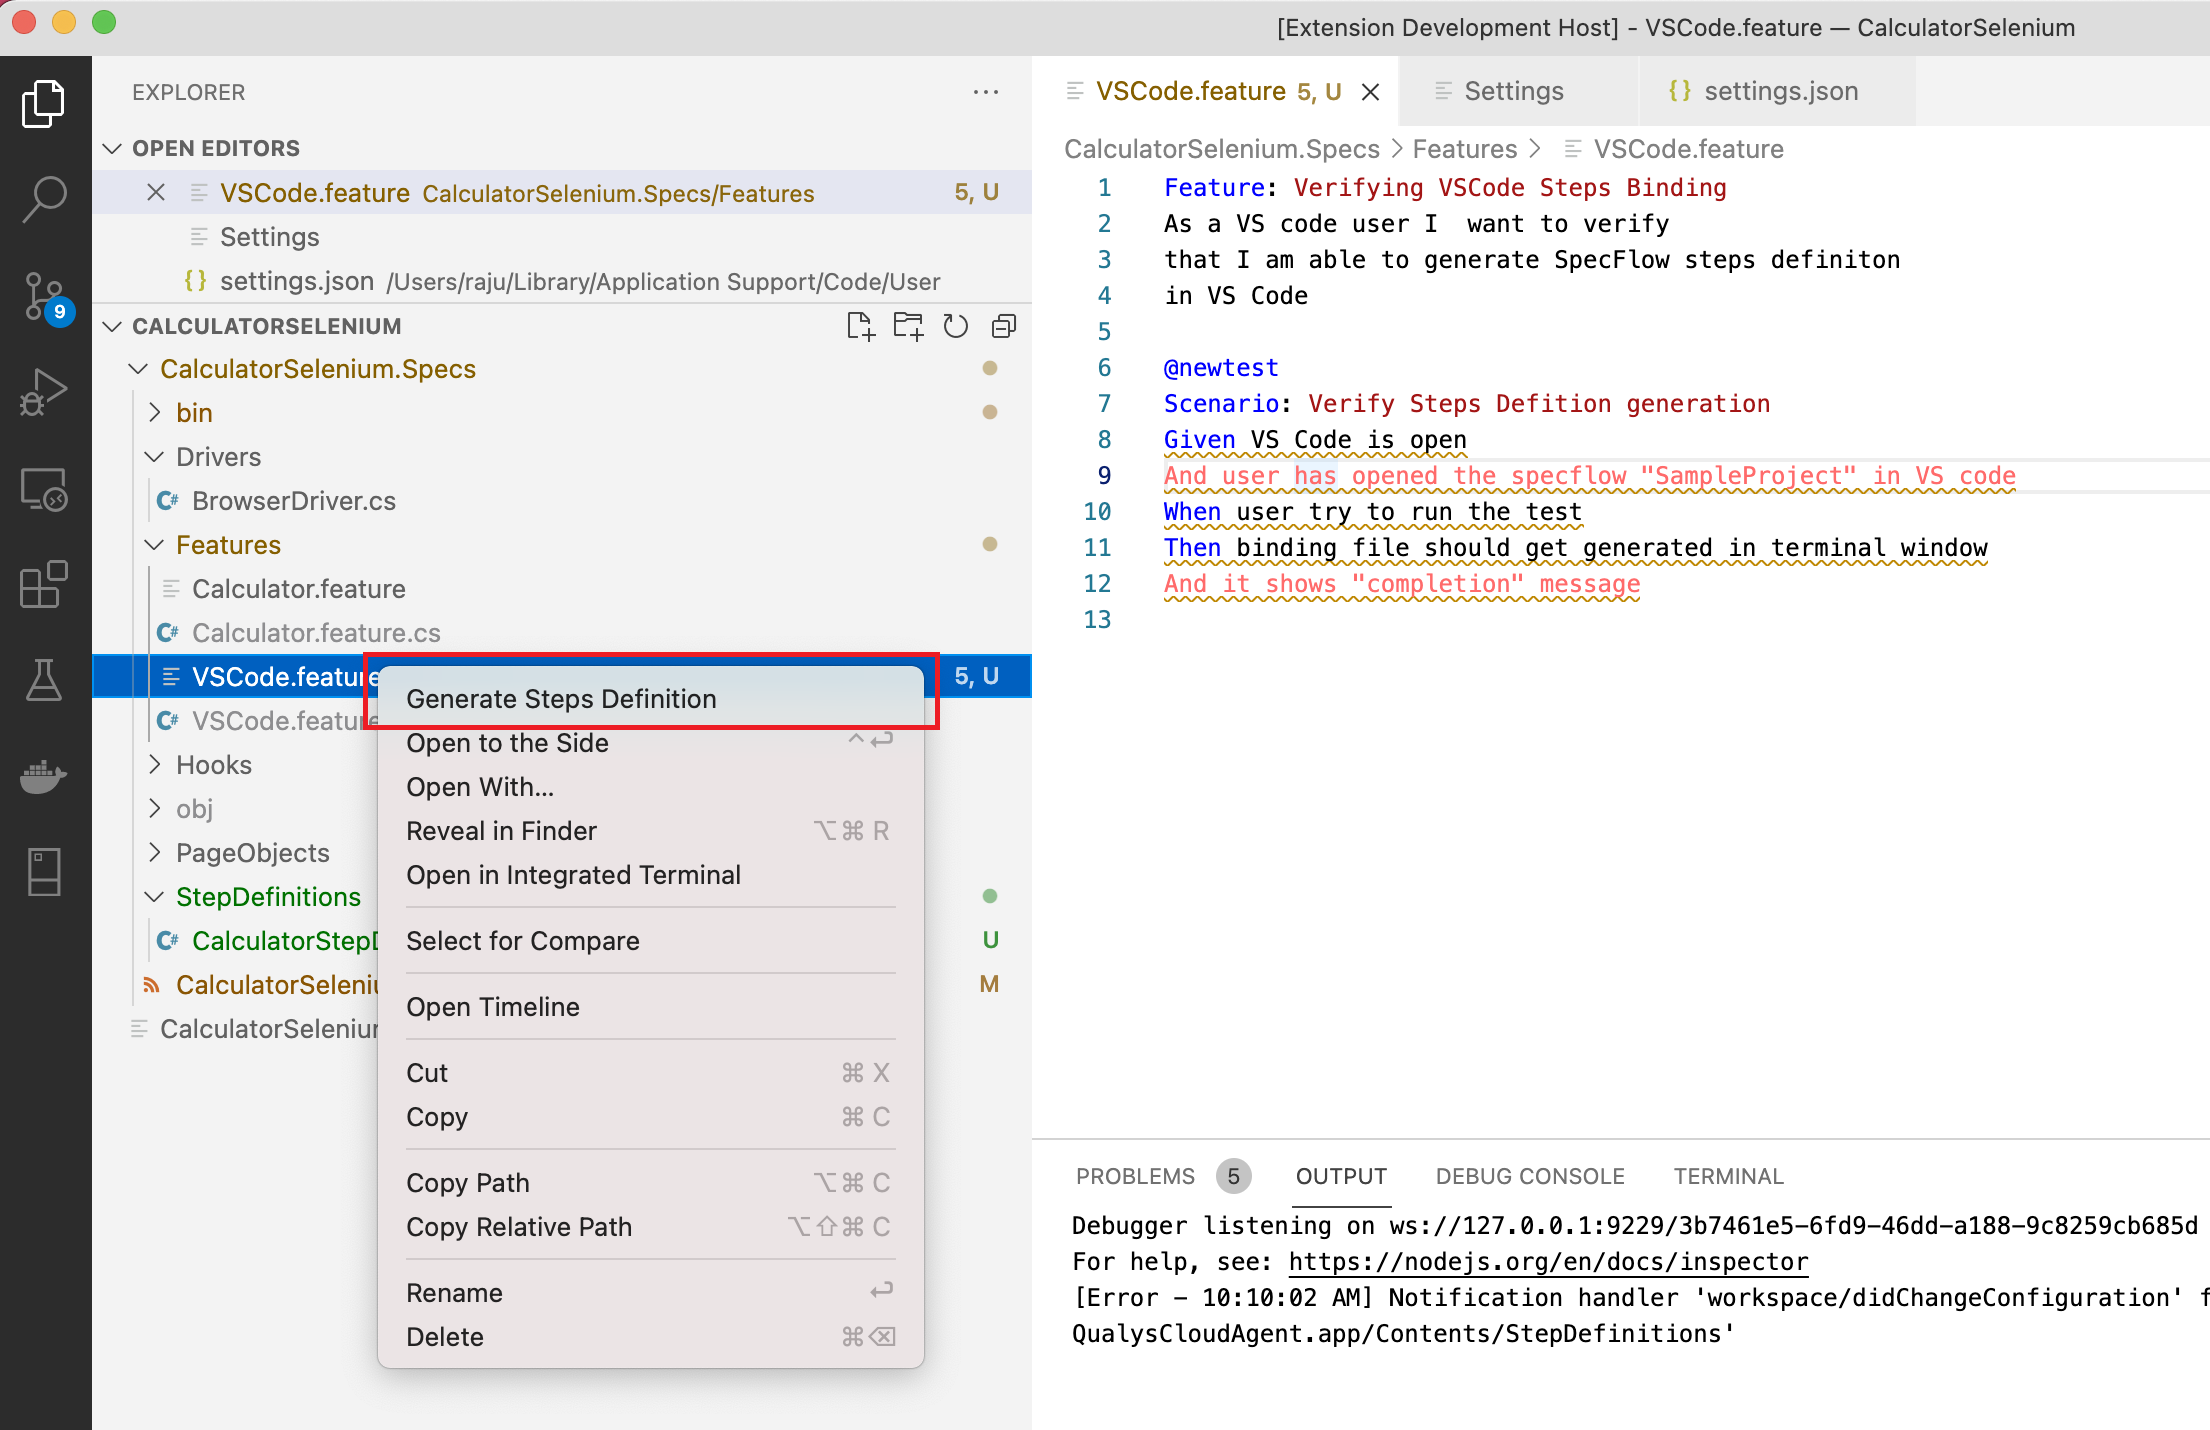 [Extension Development Host] - VSCode.feature — CalculatorSelenium
EXPLORER
OPEN EDITORS
VSCode.feature CalculatorSelenium.Specs/Features 5, U
Settings
{} settings.json /Users/raju/Library/Application Support/Code/User
9
CALCULATORSELENIUM
CalculatorSelenium.Specs
bin
Drivers
C# BrowserDriver.cs
Features
Calculator.feature
C# Calculator.feature.cs
VSCode.feature 5, U
C# VSCode.feature
Hooks
obj
PageObjects
StepDefinitions
C# CalculatorStepD U
CalculatorSeleniu M
CalculatorSeleniur
Generate Steps Definition
Open to the Side ^↩
Open With...
Reveal in Finder ⌥⌘ R
Open in Integrated Terminal
Select for Compare
Open Timeline
Cut ⌘ X
Copy ⌘ C
Copy Path ⌥⌘ C
Copy Relative Path ⌥⇧⌘ C
Rename ↩
Delete ⌘⌫
VSCode.feature 5, U
Settings
{} settings.json
CalculatorSelenium.Specs > Features > VSCode.feature
1 Feature: Verifying VSCode Steps Binding
2 As a VS code user I  want to verify
3 that I am able to generate SpecFlow steps definiton
4 in VS Code
5
6 @newtest
7 Scenario: Verify Steps Defition generation
8 Given VS Code is open
9 And user has opened the specflow "SampleProject" in VS code
10 When user try to run the test
11 Then binding file should get generated in terminal window
12 And it shows "completion" message
13
PROBLEMS 5 OUTPUT DEBUG CONSOLE TERMINAL
Debugger listening on ws://127.0.0.1:9229/3b7461e5-6fd9-46dd-a188-9c8259cb685d
For help, see: https://nodejs.org/en/docs/inspector
[Error - 10:10:02 AM] Notification handler 'workspace/didChangeConfiguration' f
QualysCloudAgent.app/Contents/StepDefinitions'